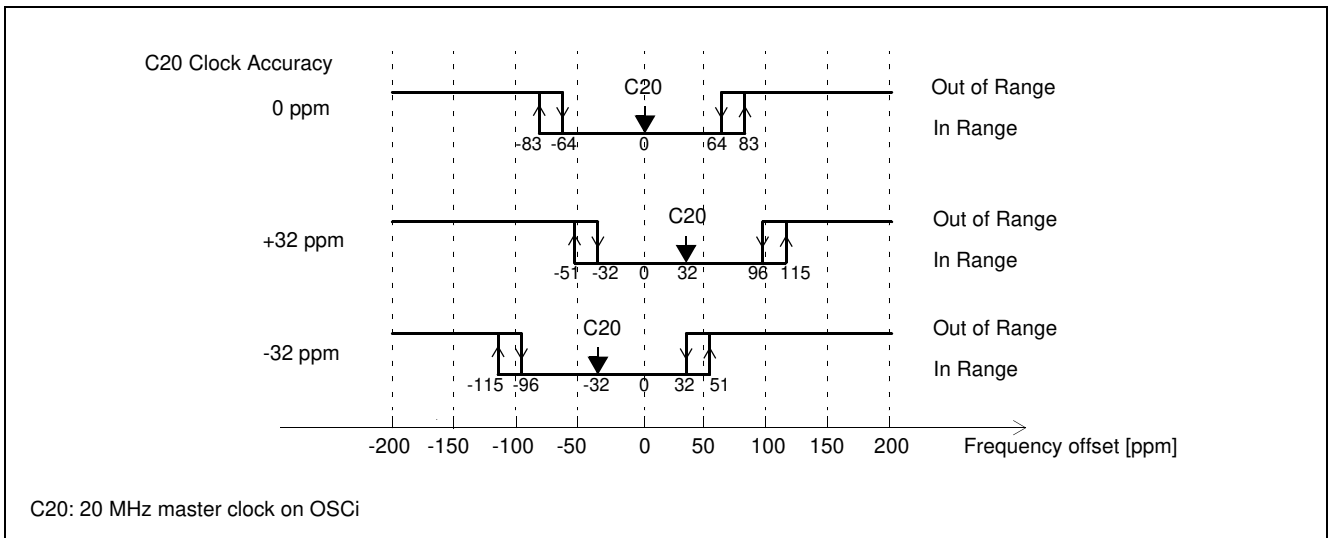 C20 Clock Accuracy
0 ppm
C20
Out of Range
In Range
-83 -64 0 64 83
+32 ppm
C20
Out of Range
In Range
-51 -32 0 32 96 115
-32 ppm
C20
Out of Range
In Range
-115 -96 -32 0 32 51
-200 -150 -100 -50 0 50 100 150 200 Frequency offset [ppm]
C20: 20 MHz master clock on OSCi